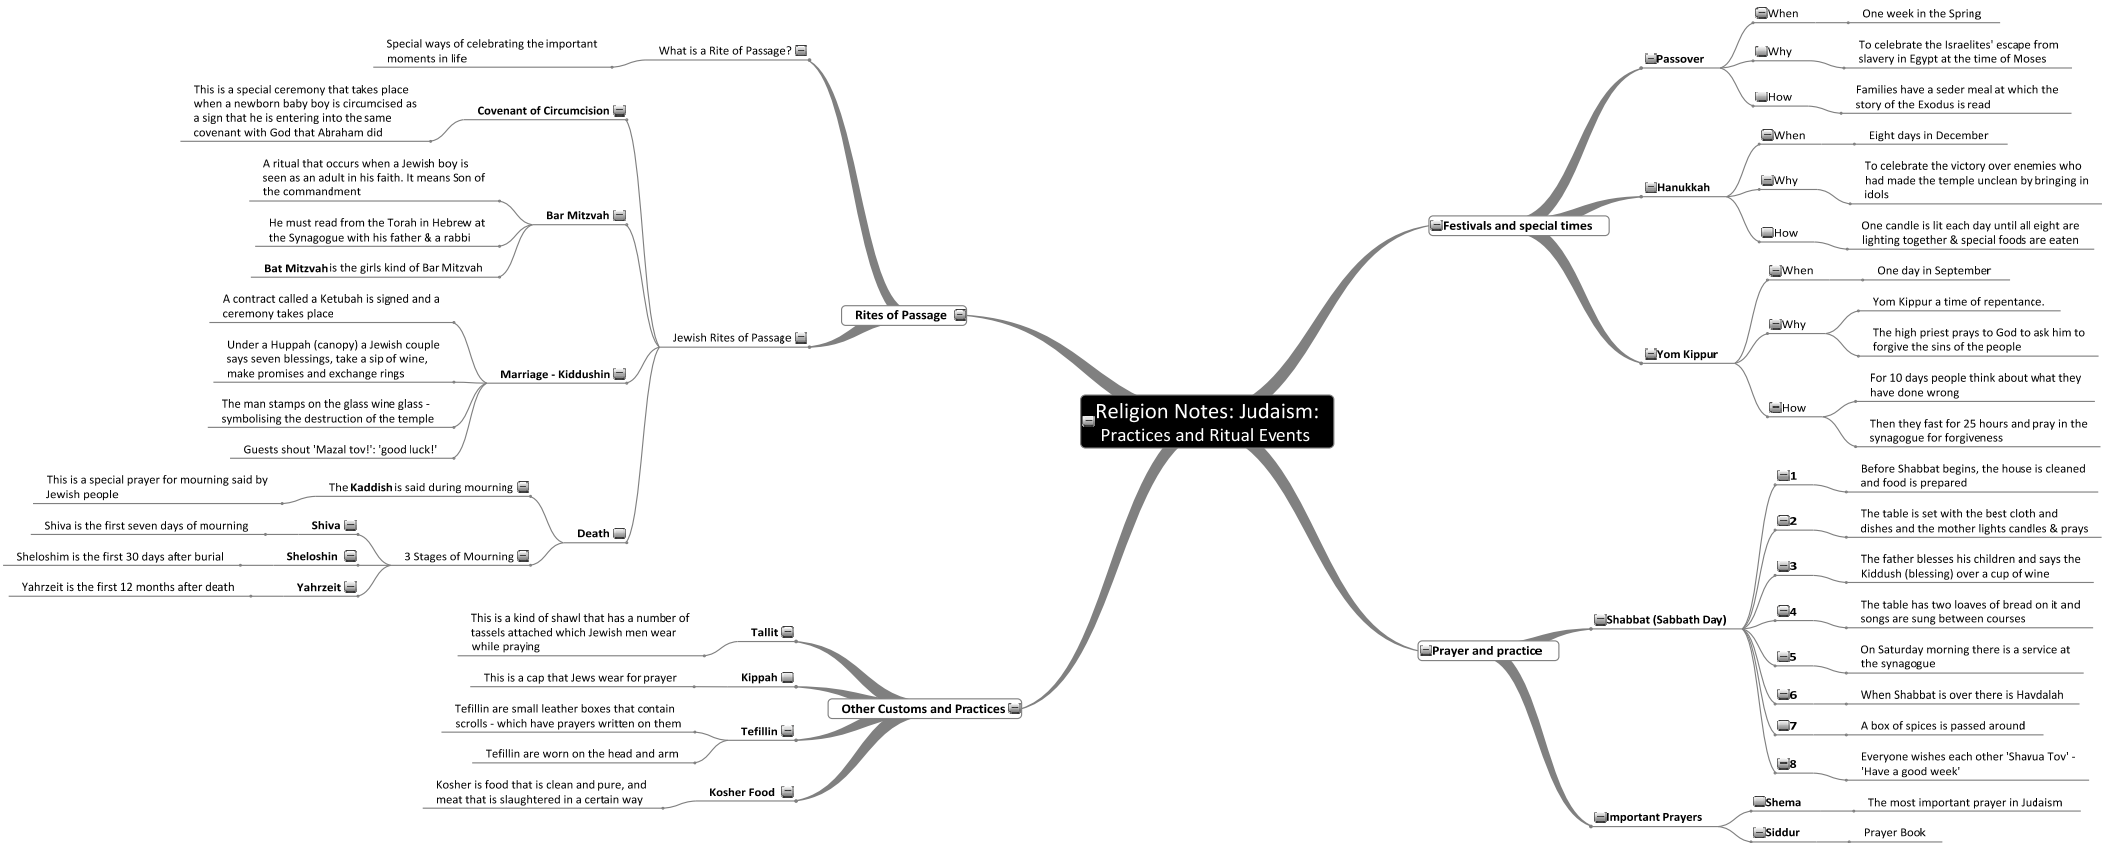 Religion Notes: Judaism:
Practices and Ritual Events
Rites of Passage
What is a Rite of Passage?
Special ways of celebrating the important
moments in life
Jewish Rites of Passage
Covenant of Circumcision
This is a special ceremony that takes place
when a newborn baby boy is circumcised as
a sign that he is entering into the same
covenant with God that Abraham did
Bar Mitzvah
A ritual that occurs when a Jewish boy is
seen as an adult in his faith. It means Son of
the commandment
He must read from the Torah in Hebrew at
the Synagogue with his father & a rabbi
Bat Mitzvah is the girls kind of Bar Mitzvah
Marriage - Kiddushin
A contract called a Ketubah is signed and a
ceremony takes place
Under a Huppah (canopy) a Jewish couple
says seven blessings, take a sip of wine,
make promises and exchange rings
The man stamps on the glass wine glass -
symbolising the destruction of the temple
Guests shout 'Mazal tov!': 'good luck!'
Death
The Kaddish is said during mourning
This is a special prayer for mourning said by
Jewish people
3 Stages of Mourning
Shiva
Shiva is the first seven days of mourning
Sheloshin
Sheloshim is the first 30 days after burial
Yahrzeit
Yahrzeit is the first 12 months after death
Other Customs and Practices
Tallit
This is a kind of shawl that has a number of
tassels attached which Jewish men wear
while praying
Kippah
This is a cap that Jews wear for prayer
Tefillin
Tefillin are small leather boxes that contain
scrolls - which have prayers written on them
Tefillin are worn on the head and arm
Kosher Food
Kosher is food that is clean and pure, and
meat that is slaughtered in a certain way
Festivals and special times
Passover
When
One week in the Spring
Why
To celebrate the Israelites' escape from
slavery in Egypt at the time of Moses
How
Families have a seder meal at which the
story of the Exodus is read
Hanukkah
When
Eight days in December
Why
To celebrate the victory over enemies who
had made the temple unclean by bringing in
idols
How
One candle is lit each day until all eight are
lighting together & special foods are eaten
Yom Kippur
When
One day in September
Why
Yom Kippur a time of repentance.
The high priest prays to God to ask him to
forgive the sins of the people
How
For 10 days people think about what they
have done wrong
Then they fast for 25 hours and pray in the
synagogue for forgiveness
Prayer and practice
Shabbat (Sabbath Day)
1
Before Shabbat begins, the house is cleaned
and food is prepared
2
The table is set with the best cloth and
dishes and the mother lights candles & prays
3
The father blesses his children and says the
Kiddush (blessing) over a cup of wine
4
The table has two loaves of bread on it and
songs are sung between courses
5
On Saturday morning there is a service at
the synagogue
6
When Shabbat is over there is Havdalah
7
A box of spices is passed around
8
Everyone wishes each other 'Shavua Tov' -
'Have a good week'
Important Prayers
Shema
The most important prayer in Judaism
Siddur
Prayer Book